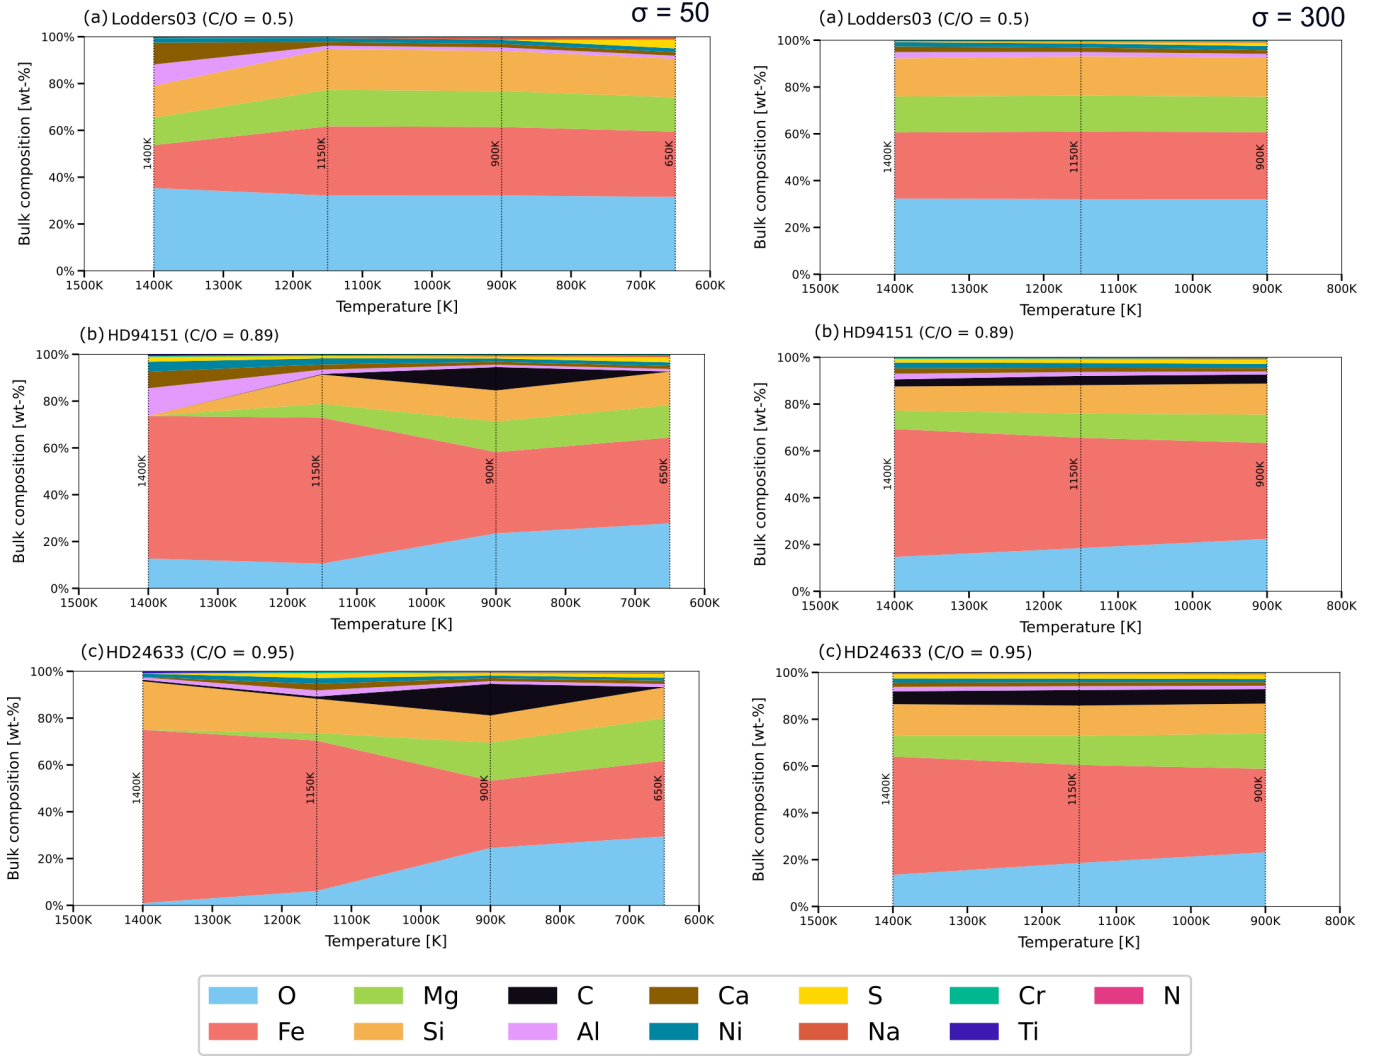 (a) Lodders03 (C/O = 0.5)
σ = 50
100%
80%
60%
40%
20%
0%
Bulk composition [wt-%]
1400K
1150K
900K
650K
1500K 1400K 1300K 1200K 1100K 1000K 900K 800K 700K 600K
Temperature [K]
(a) Lodders03 (C/O = 0.5)
σ = 300
100%
80%
60%
40%
20%
0%
Bulk composition [wt-%]
1400K
1150K
900K
1500K 1400K 1300K 1200K 1100K 1000K 900K 800K
Temperature [K]
(b) HD94151 (C/O = 0.89)
100%
80%
60%
40%
20%
0%
Bulk composition [wt-%]
1400K
1150K
900K
650K
1500K 1400K 1300K 1200K 1100K 1000K 900K 800K 700K 600K
Temperature [K]
(b) HD94151 (C/O = 0.89)
100%
80%
60%
40%
20%
0%
Bulk composition [wt-%]
1400K
1150K
900K
1500K 1400K 1300K 1200K 1100K 1000K 900K 800K
Temperature [K]
(c) HD24633 (C/O = 0.95)
100%
80%
60%
40%
20%
0%
Bulk composition [wt-%]
1400K
1150K
900K
650K
1500K 1400K 1300K 1200K 1100K 1000K 900K 800K 700K 600K
Temperature [K]
(c) HD24633 (C/O = 0.95)
100%
80%
60%
40%
20%
0%
Bulk composition [wt-%]
1400K
1150K
900K
1500K 1400K 1300K 1200K 1100K 1000K 900K 800K
Temperature [K]
O Mg C Ca S Cr N
Fe Si Al Ni Na Ti